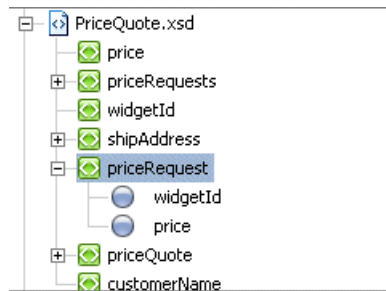 PriceQuote.xsd
price
priceRequests
widgetId
shipAddress
priceRequest
widgetId
price
priceQuote
customerName